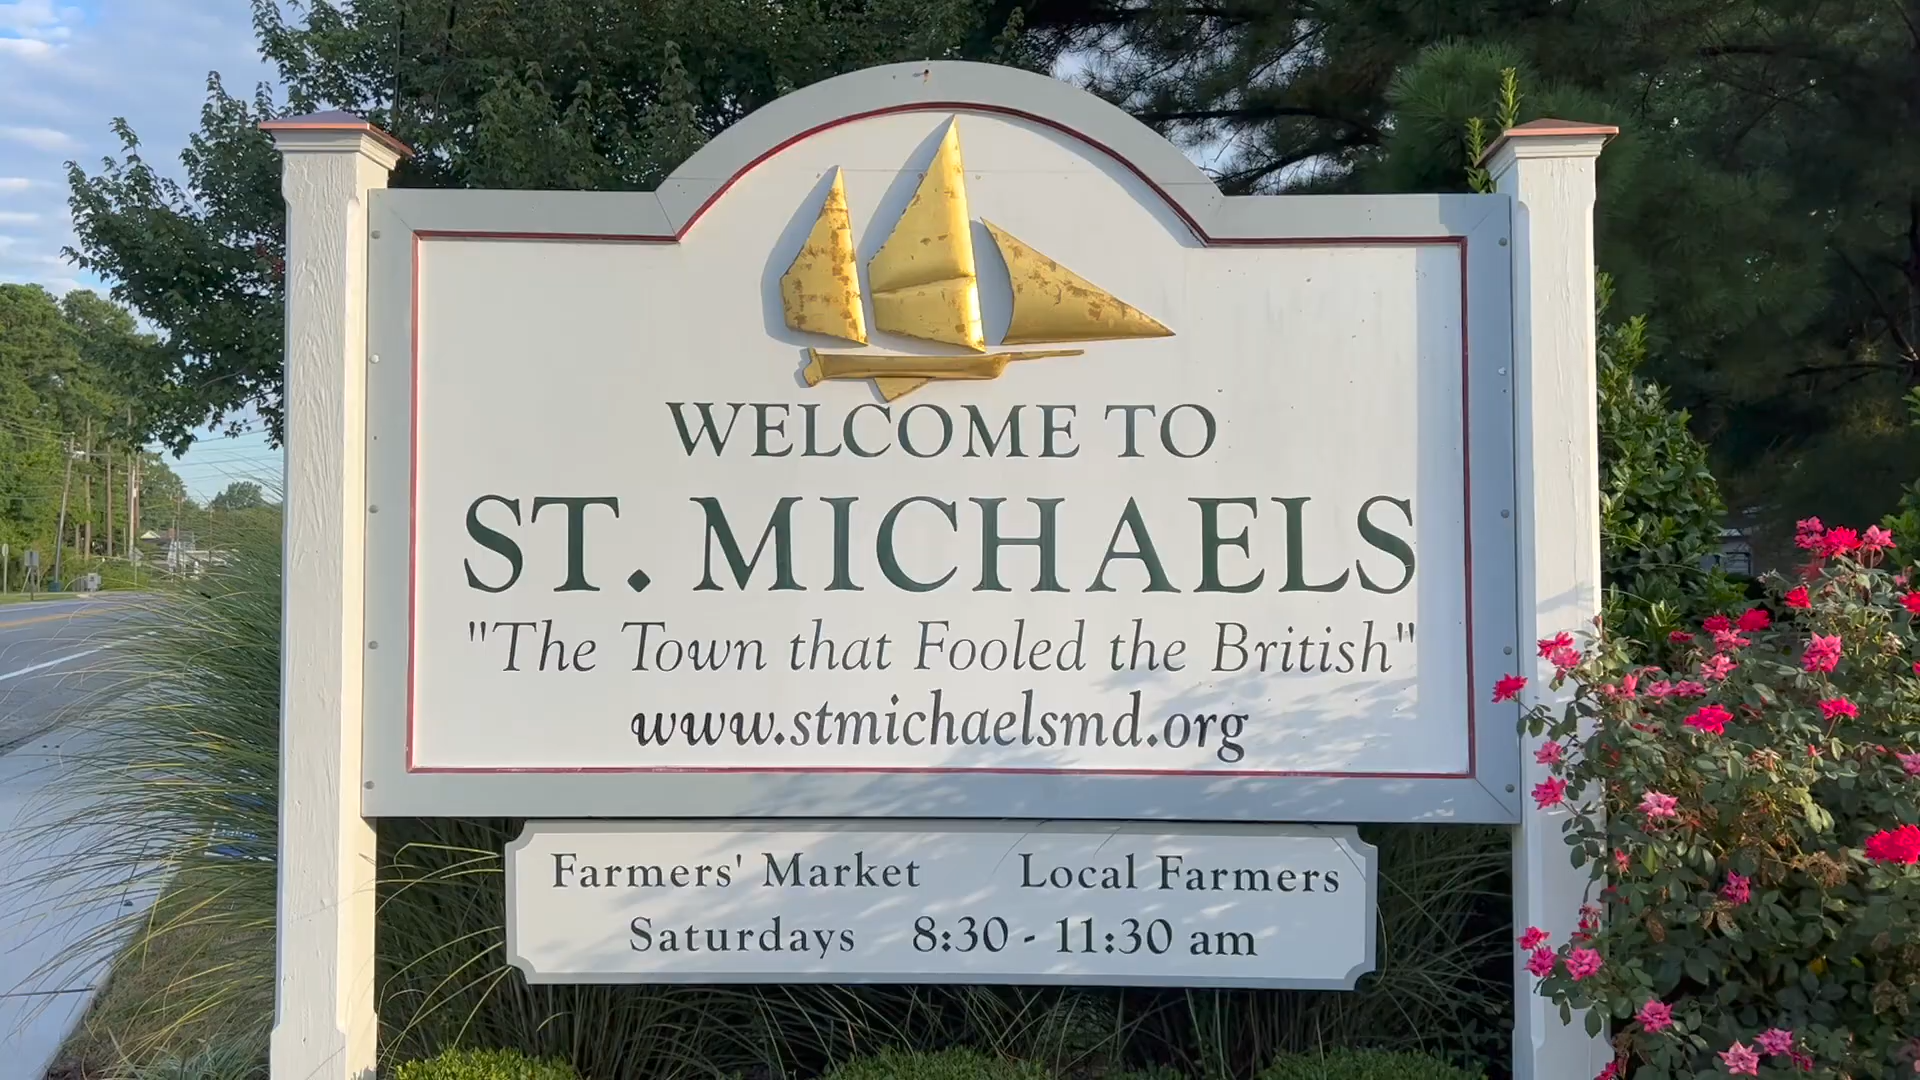 WELCOME TO
ST. MICHAELS
"The Town that Fooled the British"
www.stmichaelsmd.org
Farmers' Market Local Farmers
Saturdays 8:30 - 11:30 am